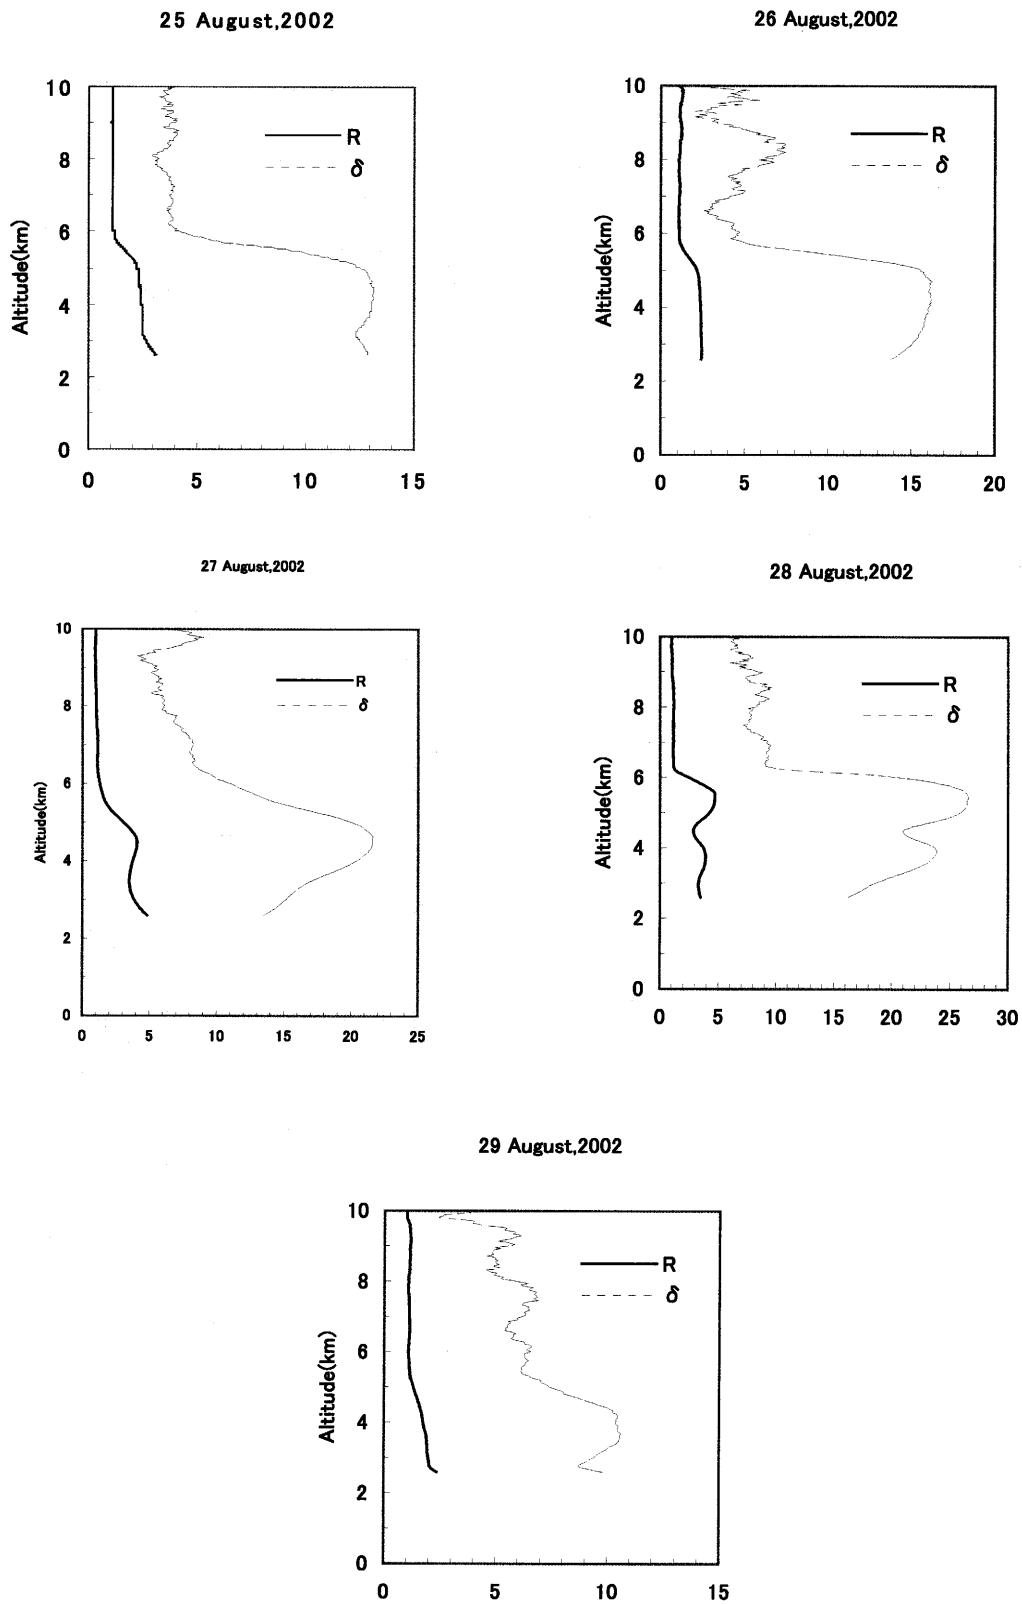 25 August,2002
26 August,2002
10
8
6
4
2
0
Altitude(km)
R
δ
0 5 10 15
10
8
6
4
2
0
Altitude(km)
R
δ
0 5 10 15 20
27 August,2002
28 August,2002
10
8
6
4
2
0
Altitude(km)
R
δ
0 5 10 15 20 25
10
8
6
4
2
0
Altitude(km)
R
δ
0 5 10 15 20 25 30
29 August,2002
10
8
6
4
2
0
Altitude(km)
R
δ
0 5 10 15